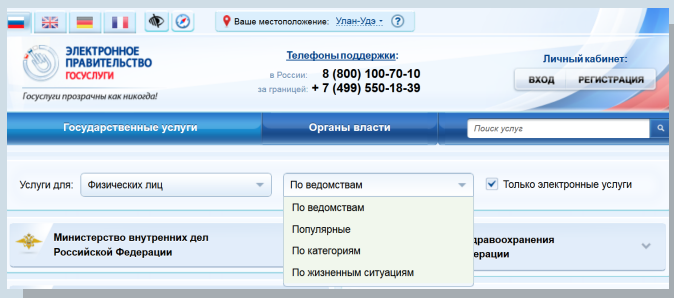 Ваше местоположение: Улан-Удэ ?
ЭЛЕКТРОННОЕ
ПРАВИТЕЛЬСТВО
ГОСУСЛУГИ
Госуслуги прозрачны как никогда!
Телефоны поддержки:
в России: 8 (800) 100-70-10
за границей: + 7 (499) 550-18-39
Личный кабинет:
ВХОД РЕГИСТРАЦИЯ
Государственные услуги Органы власти Поиск услуг
Услуги для: Физических лиц По ведомствам Только электронные услуги
По ведомствам
Популярные
По категориям
По жизненным ситуациям
Министерство внутренних дел
Российской Федерации
дравоохранения
ерации